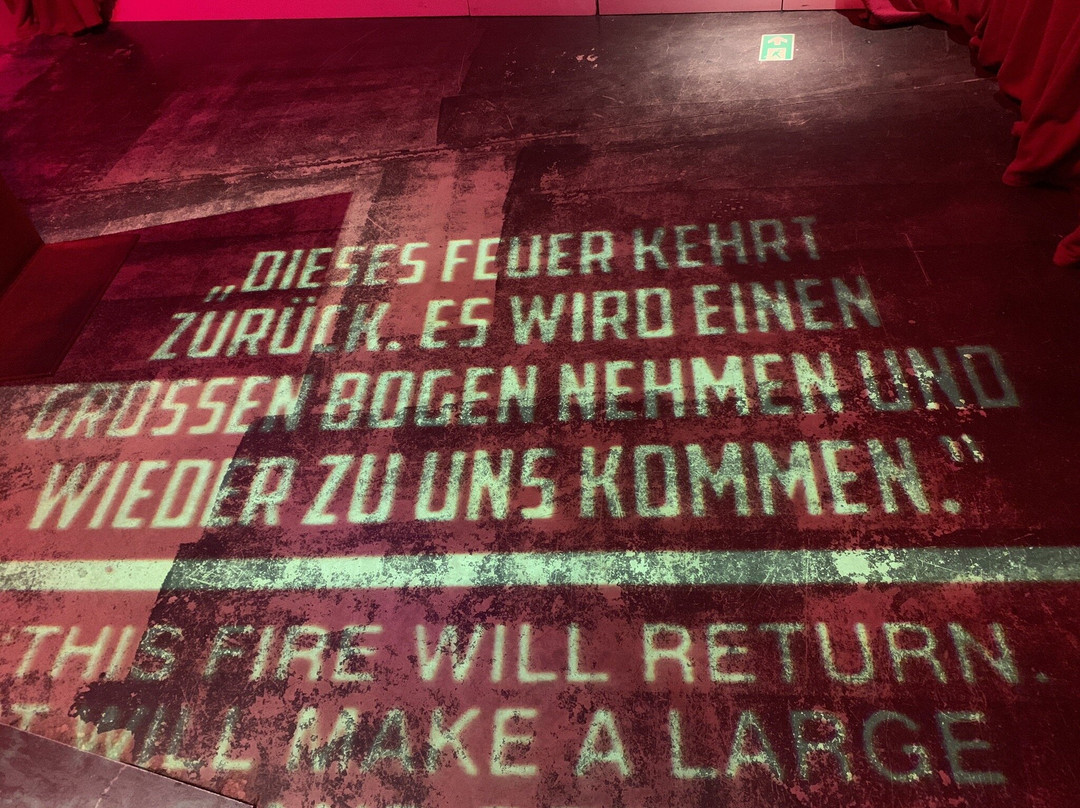 „DIESES FEUER KEHRT
ZURÜCK. ES WIRD EINEN
GROSSEN BOGEN NEHMEN UND
WIEDER ZU UNS KOMMEN.“
THIS FIRE WILL RETURN.
WILL MAKE A LARGE